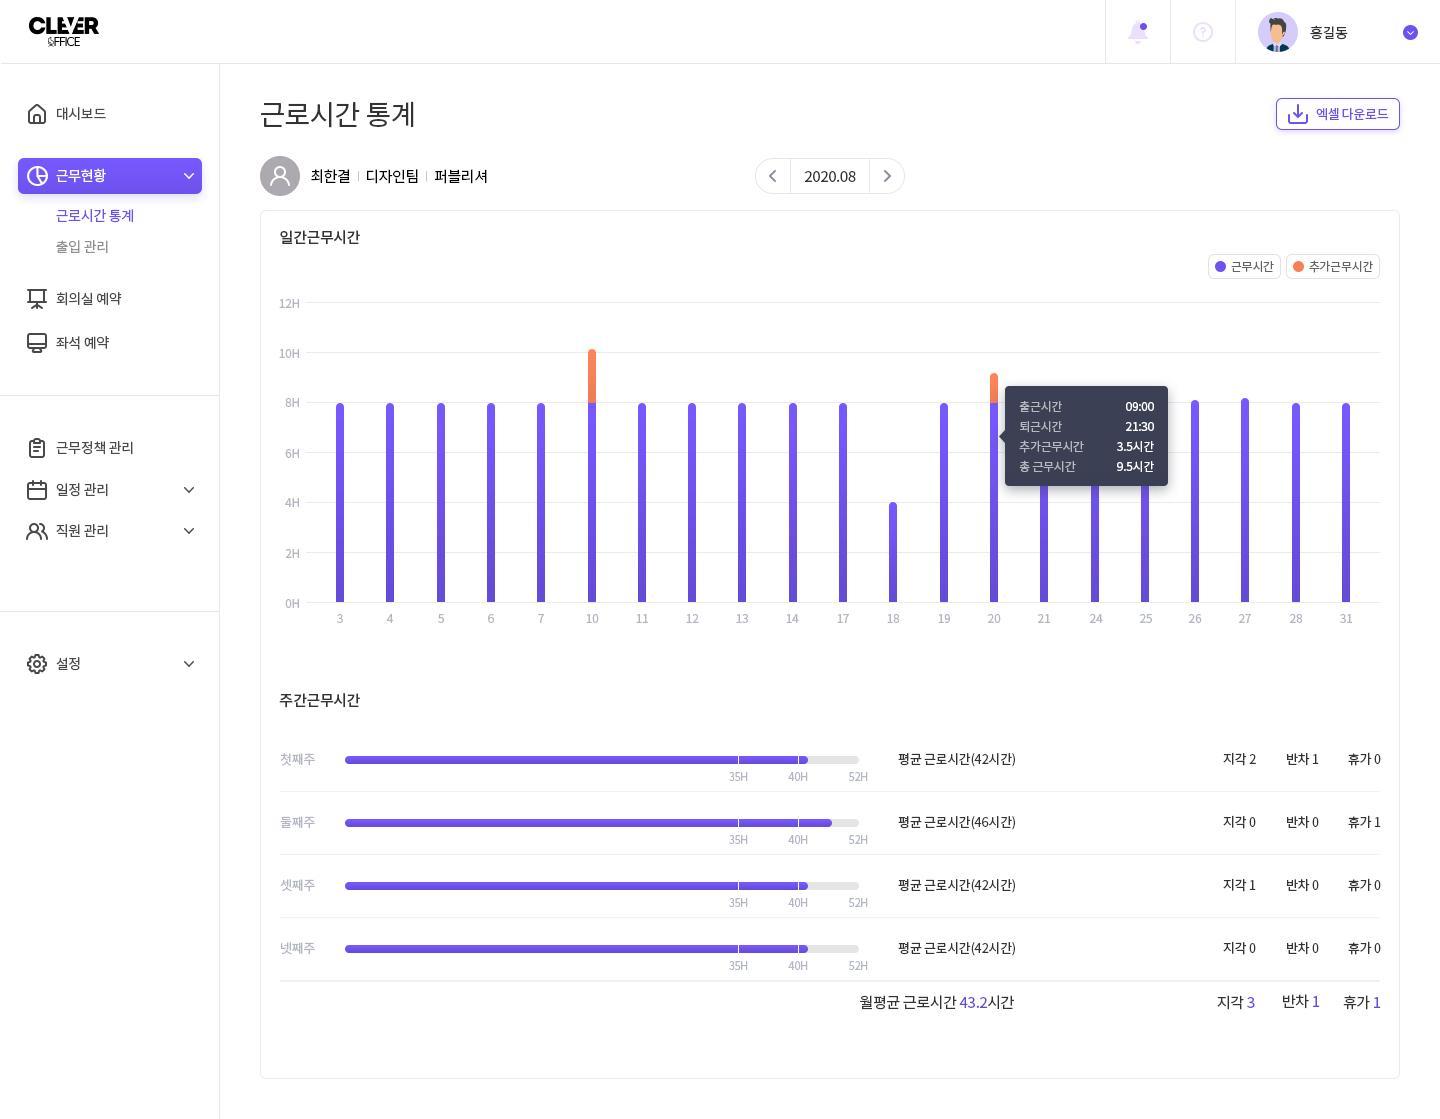 CLEVER
OFFICE
홍길동
대시보드
근무현황
근로시간 통계
출입 관리
회의실 예약
좌석 예약
근무정책 관리
일정 관리
직원 관리
설정
근로시간 통계
엑셀 다운로드
최한결 디자인팀 퍼블리셔
2020.08
일간근무시간
근무시간 추가근무시간
12H
10H
8H
6H
4H
2H
0H
출근시간 09:00
퇴근시간 21:30
추가근무시간 3.5시간
총 근무시간 9.5시간
3 4 5 6 7 10 11 12 13 14 17 18 19 20 21 24 25 26 27 28 31
주간근무시간
첫째주 평균 근로시간(42시간) 지각 2 반차 1 휴가 0
35H 40H 52H
둘째주 평균 근로시간(46시간) 지각 0 반차 0 휴가 1
35H 40H 52H
셋째주 평균 근로시간(42시간) 지각 1 반차 0 휴가 0
35H 40H 52H
넷째주 평균 근로시간(42시간) 지각 0 반차 0 휴가 0
35H 40H 52H
월평균 근로시간 43.2시간 지각 3 반차 1 휴가 1